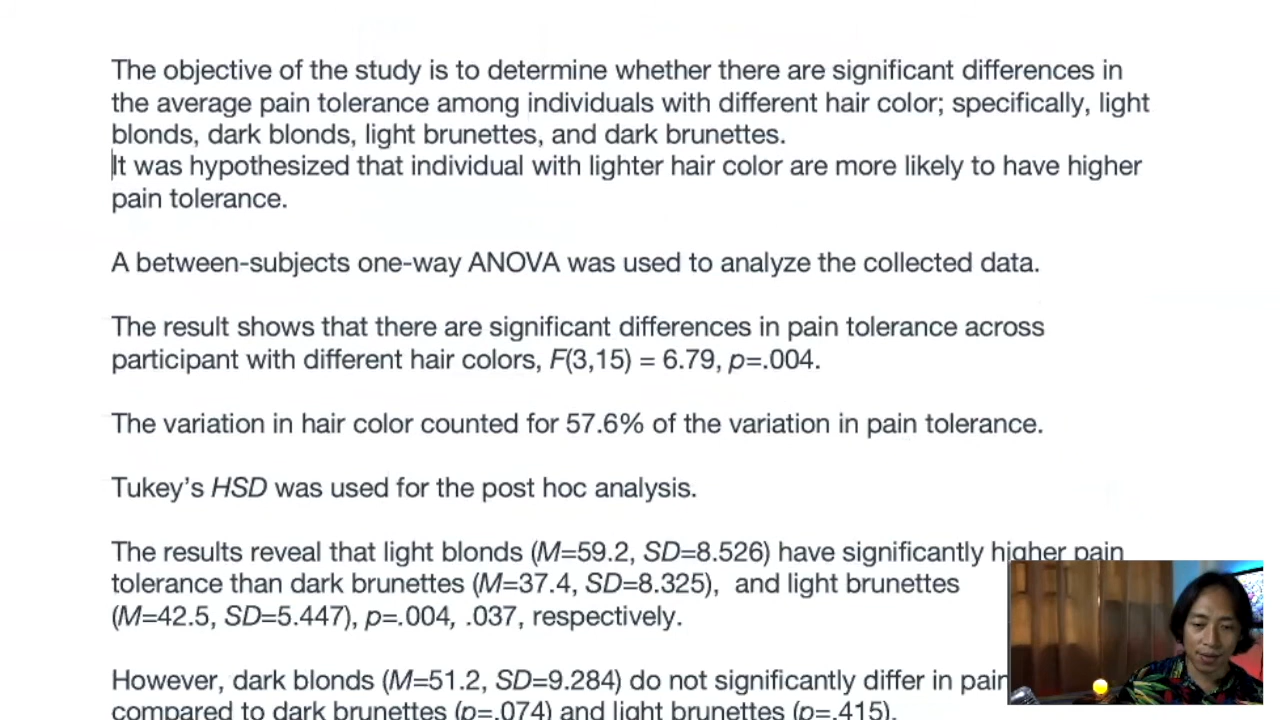 The objective of the study is to determine whether there are significant differences in
the average pain tolerance among individuals with different hair color; specifically, light
blonds, dark blonds, light brunettes, and dark brunettes.
It was hypothesized that individual with lighter hair color are more likely to have higher
pain tolerance.
A between-subjects one-way ANOVA was used to analyze the collected data.
The result shows that there are significant differences in pain tolerance across
participant with different hair colors, F(3,15) = 6.79, p=.004.
The variation in hair color counted for 57.6% of the variation in pain tolerance.
Tukey’s HSD was used for the post hoc analysis.
The results reveal that light blonds (M=59.2, SD=8.526) have significantly higher pain
tolerance than dark brunettes (M=37.4, SD=8.325),  and light brunettes
(M=42.5, SD=5.447), p=.004, .037, respectively.
However, dark blonds (M=51.2, SD=9.284) do not significantly differ in pain
compared to dark brunettes (p=.074) and light brunettes (p=.415).